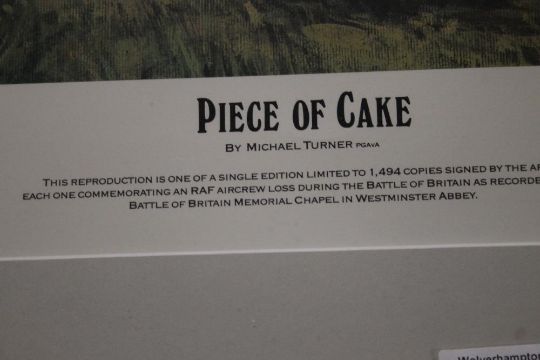 PIECE OF CAKE
BY MICHAEL TURNER PGAVA
THIS REPRODUCTION IS ONE OF A SINGLE EDITION LIMITED TO 1,494 COPIES SIGNED BY THE
EACH ONE COMMEMORATING AN RAF AIRCREW LOSS DURING THE BATTLE OF BRITAIN AS
BATTLE OF BRITAIN MEMORIAL CHAPEL IN WESTMINSTER ABBEY.
Wolverhampton